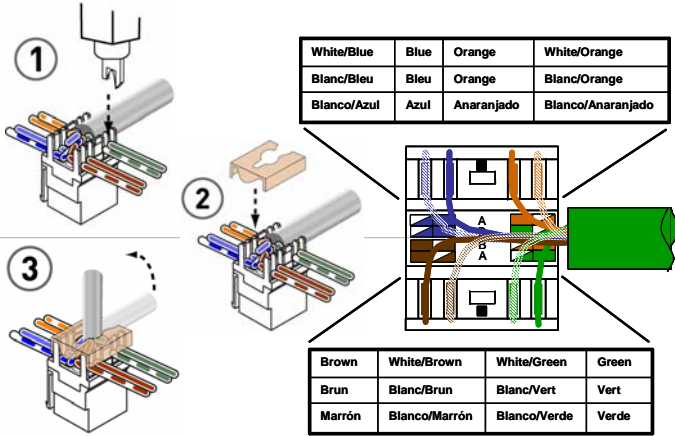 1
2
3
White/Blue Blue Orange White/Orange
Blanc/Bleu Bleu Orange Blanc/Orange
Blanco/Azul Azul Anaranjado Blanco/Anaranjado
A
B
A
Brown White/Brown White/Green Green
Brun Blanc/Brun Blanc/Vert Vert
Marrón Blanco/Marrón Blanco/Verde Verde